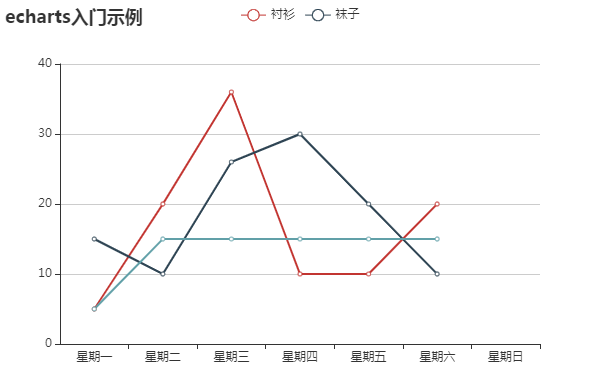 echarts入门示例
衬衫
袜子
40
30
20
10
0
星期一
星期二
星期三
星期四
星期五
星期六
星期日